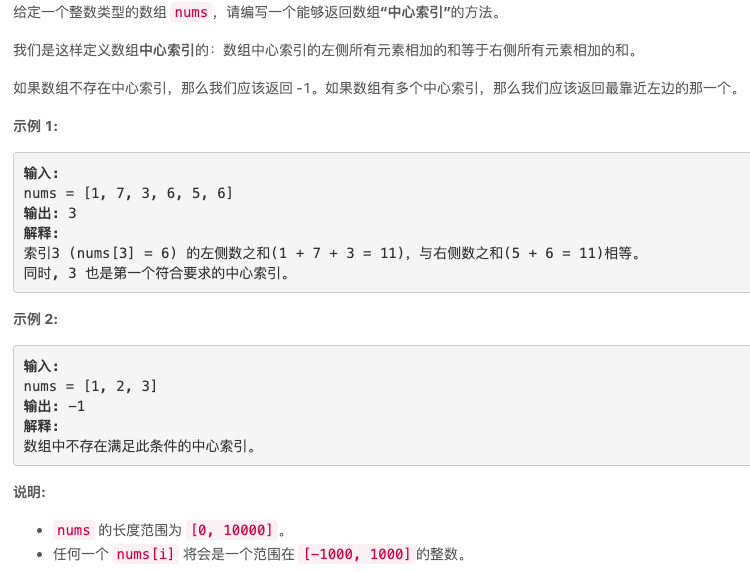 给定一个整数类型的数组 nums，请编写一个能够返回数组“中心索引”的方法。
我们是这样定义数组中心索引的：数组中心索引的左侧所有元素相加的和等于右侧所有元素相加的和。
如果数组不存在中心索引，那么我们应该返回 -1。如果数组有多个中心索引，那么我们应该返回最靠近左边的那一个。
示例 1:
输入:
nums = [1, 7, 3, 6, 5, 6]
输出: 3
解释:
索引3 (nums[3] = 6) 的左侧数之和(1 + 7 + 3 = 11)，与右侧数之和(5 + 6 = 11)相等。
同时, 3 也是第一个符合要求的中心索引。
示例 2:
输入:
nums = [1, 2, 3]
输出: -1
解释:
数组中不存在满足此条件的中心索引。
说明:
• nums 的长度范围为 [0, 10000]。
• 任何一个 nums[i] 将会是一个范围在 [-1000, 1000]的整数。